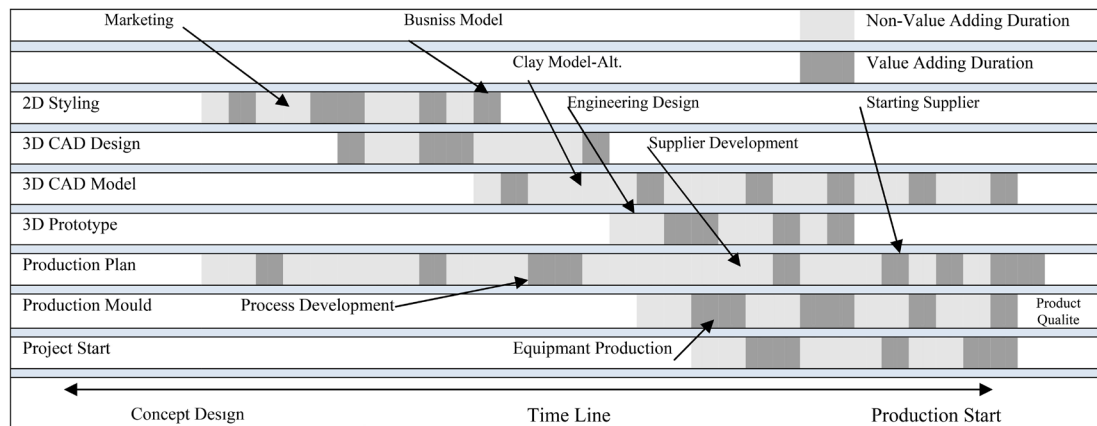 Marketing
Busniss Model
Non-Value Adding Duration
Clay Model-Alt.
Value Adding Duration
2D Styling
Engineering Design
Starting Supplier
3D CAD Design
Supplier Development
3D CAD Model
3D Prototype
Production Plan
Process Development
Production Mould
Product
Qualite
Project Start
Equipmant Production
Concept Design
Time Line
Production Start